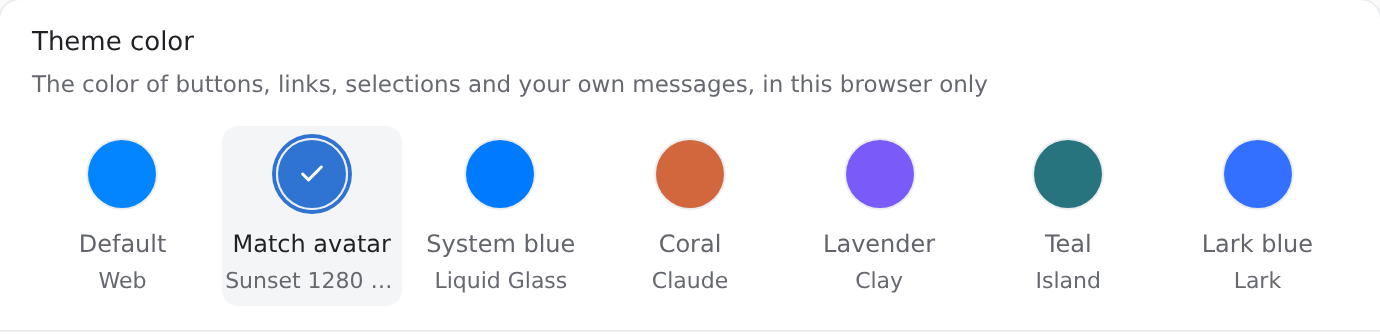 Theme color
The color of buttons, links, selections and your own messages, in this browser only
Default
Web
Match avatar
Sunset 1280 ...
System blue
Liquid Glass
Coral
Claude
Lavender
Clay
Teal
Island
Lark blue
Lark